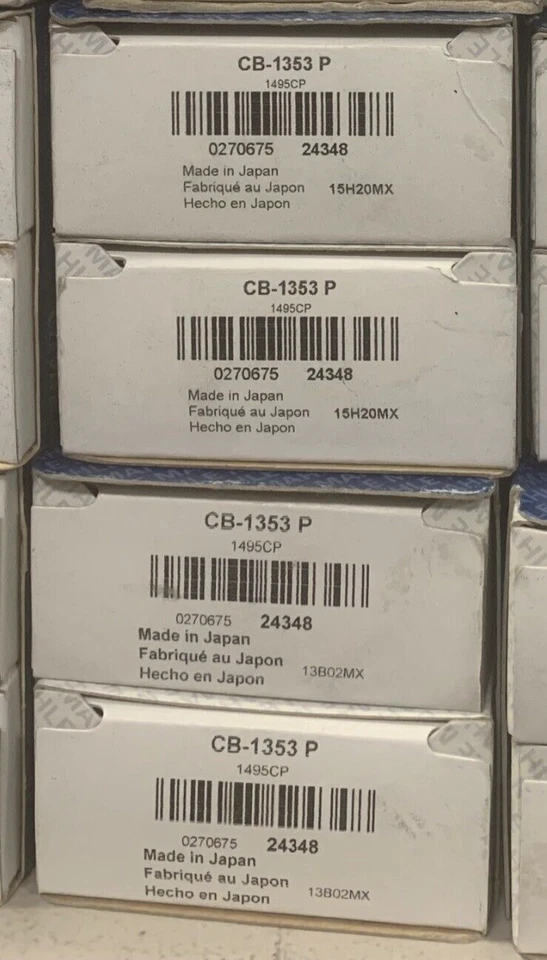 CB-1353 P
1495CP
0270675 24348
Made in Japan
Fabriqué au Japon 15H20MX
Hecho en Japon
CB-1353 P
1495CP
0270675 24348
Made in Japan
Fabriqué au Japon 15H20MX
Hecho en Japon
CB-1353 P
1495CP
0270675 24348
Made in Japan
Fabriqué au Japon
Hecho en Japon 13B02MX
CB-1353 P
1495CP
0270675 24348
Made in Japan
Fabriqué au Japon
Hecho en Japon 13B02MX